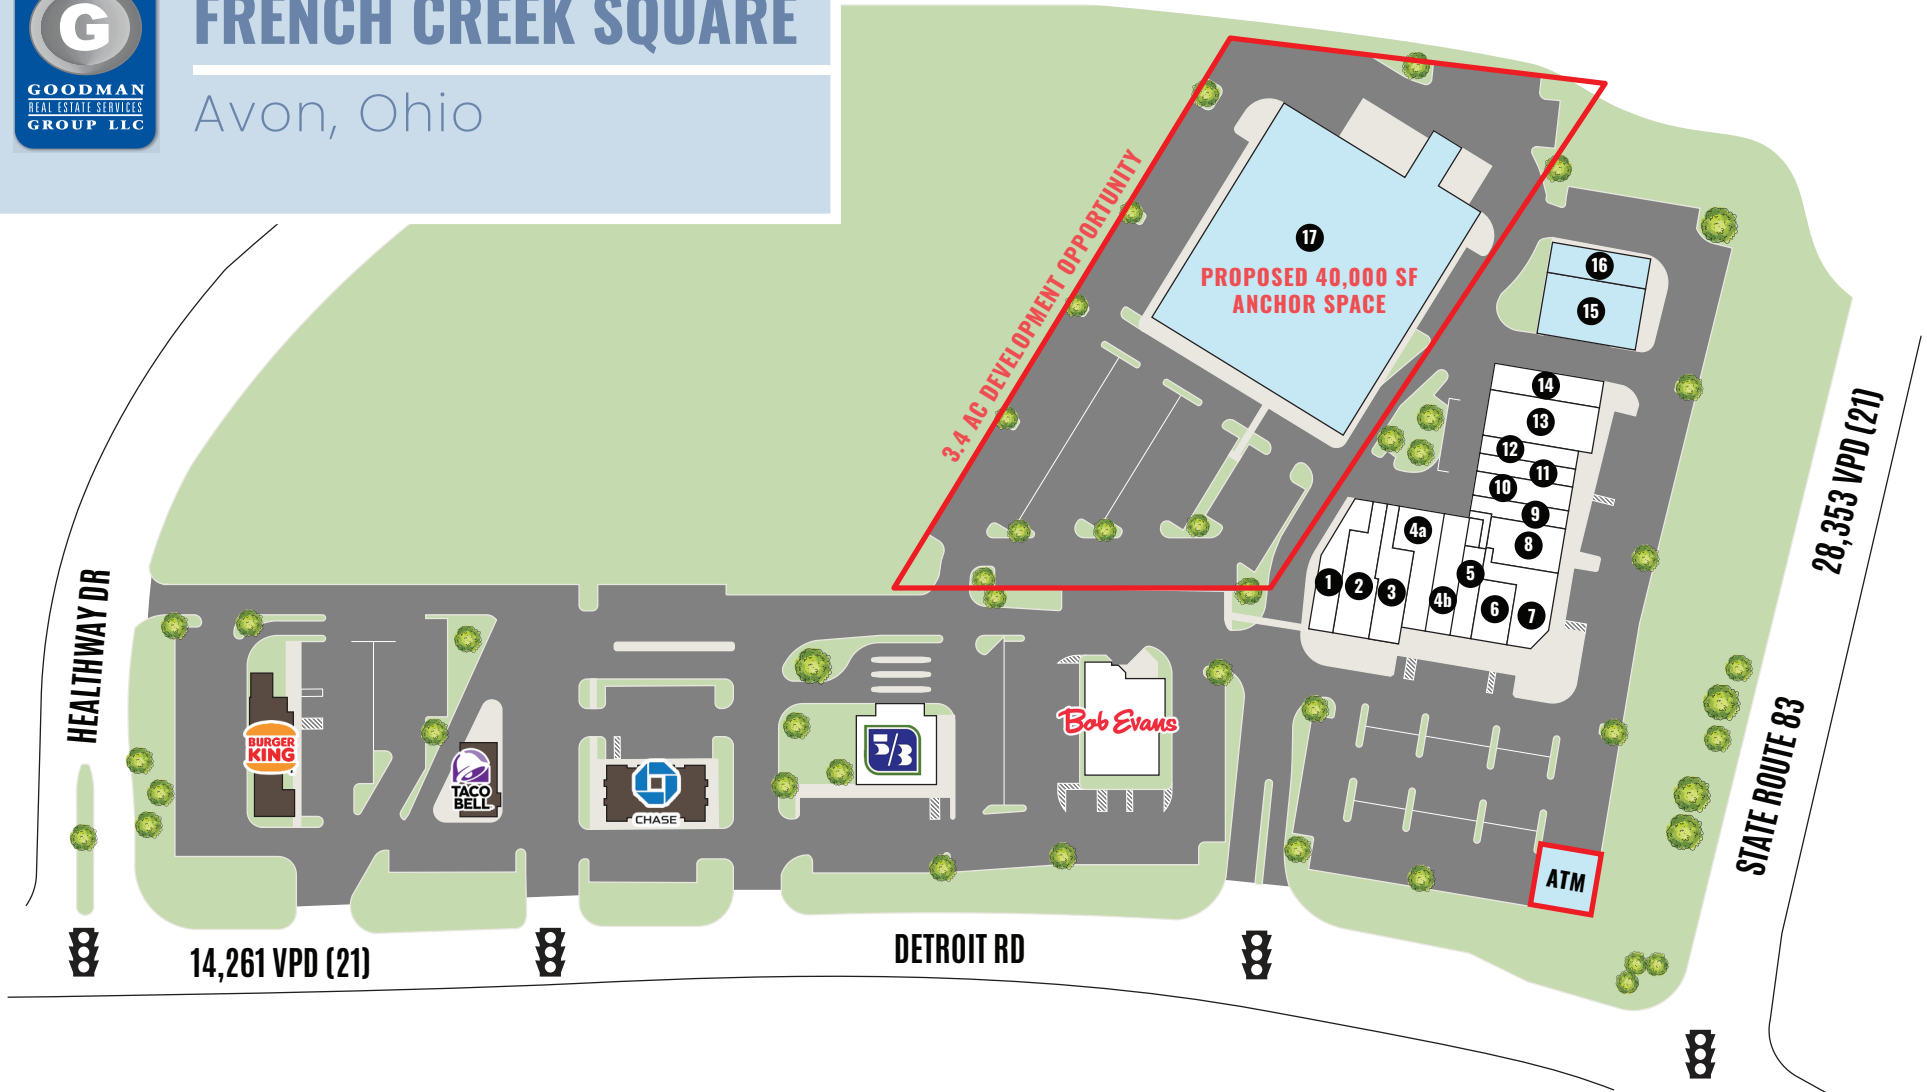 FRENCH CREEK SQUARE
Avon, Ohio
G
GOODMAN
REAL ESTATE SERVICES
GROUP LLC
3.4 AC DEVELOPMENT OPPORTUNITY
17
PROPOSED 40,000 SF
ANCHOR SPACE
16
15
14
13
12
11
10
9
8
4a
1
2
3
4b
5
6
7
28,353 VPD (21)
STATE ROUTE 83
HEALTHWAY DR
BURGER
KING
TACO
BELL
CHASE
5/3
Bob Evans
ATM
14,261 VPD (21)
DETROIT RD